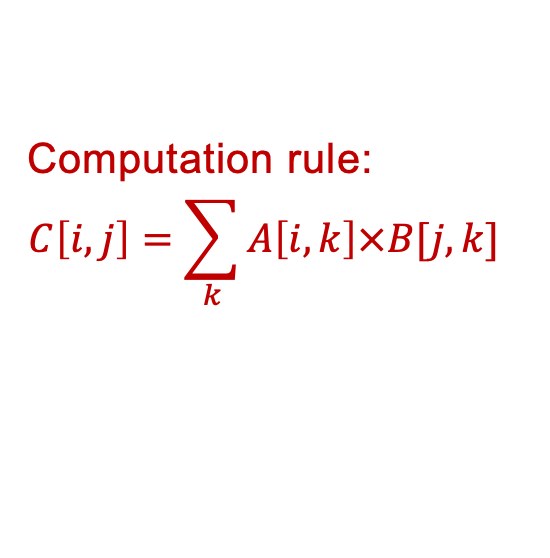 Computation rule:
C[i, j] = ∑ A[i, k]×B[j, k]
k